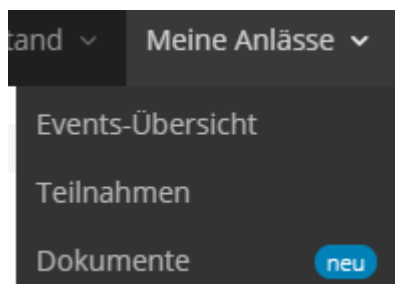 tand Meine Anlässe
Events-Übersicht
Teilnahmen
Dokumente neu